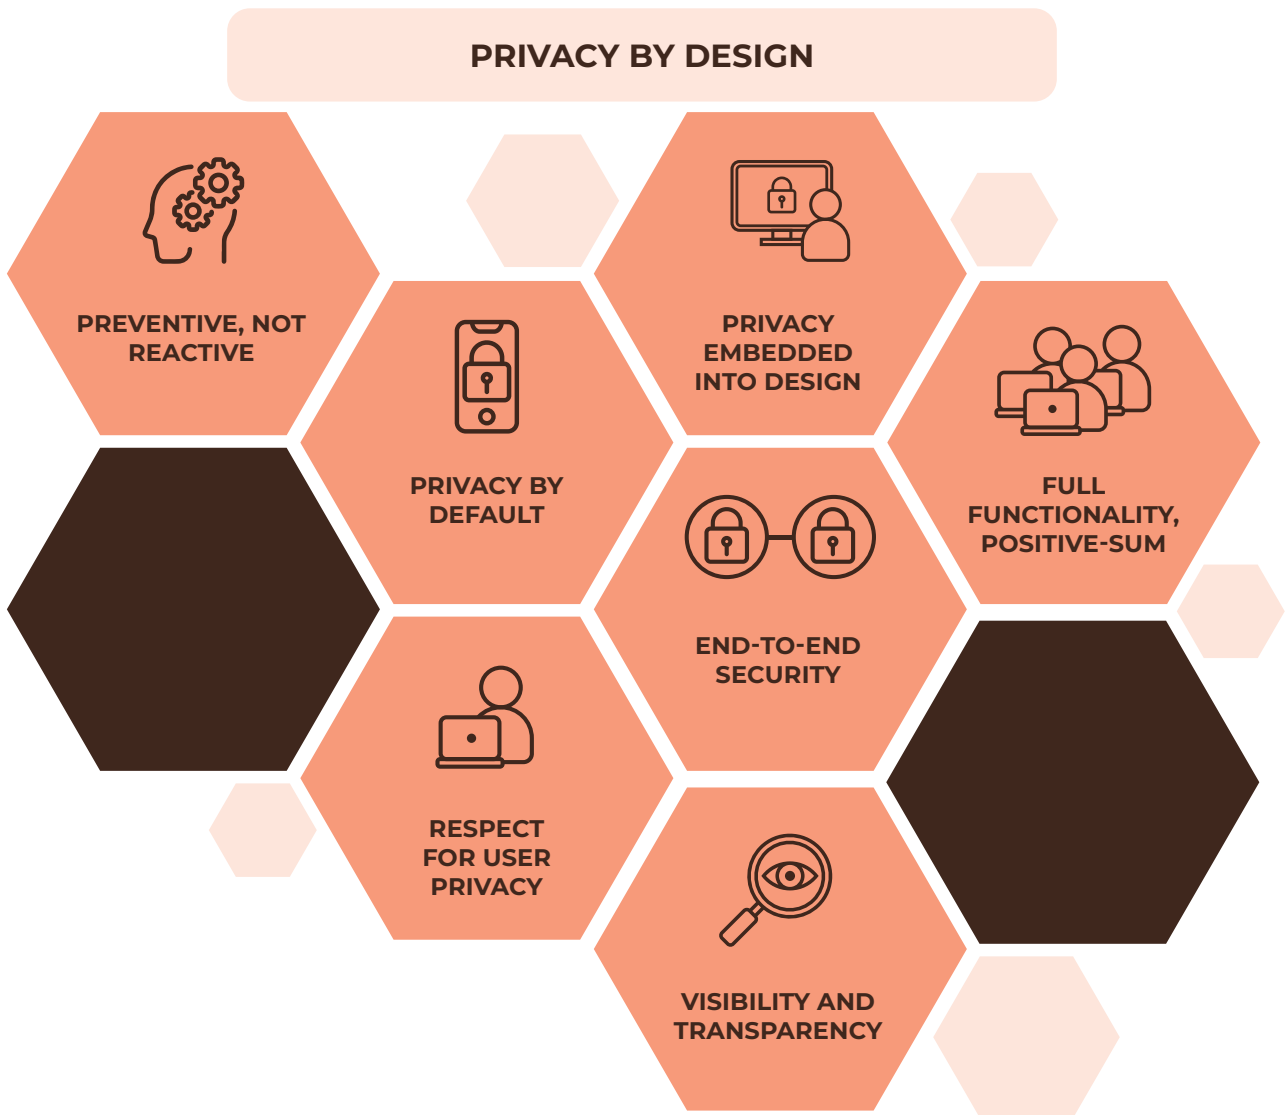 PRIVACY BY DESIGN
PREVENTIVE, NOT
REACTIVE
PRIVACY BY
DEFAULT
PRIVACY
EMBEDDED
INTO DESIGN
FULL
FUNCTIONALITY,
POSITIVE-SUM
END-TO-END
SECURITY
RESPECT
FOR USER
PRIVACY
VISIBILITY AND
TRANSPARENCY